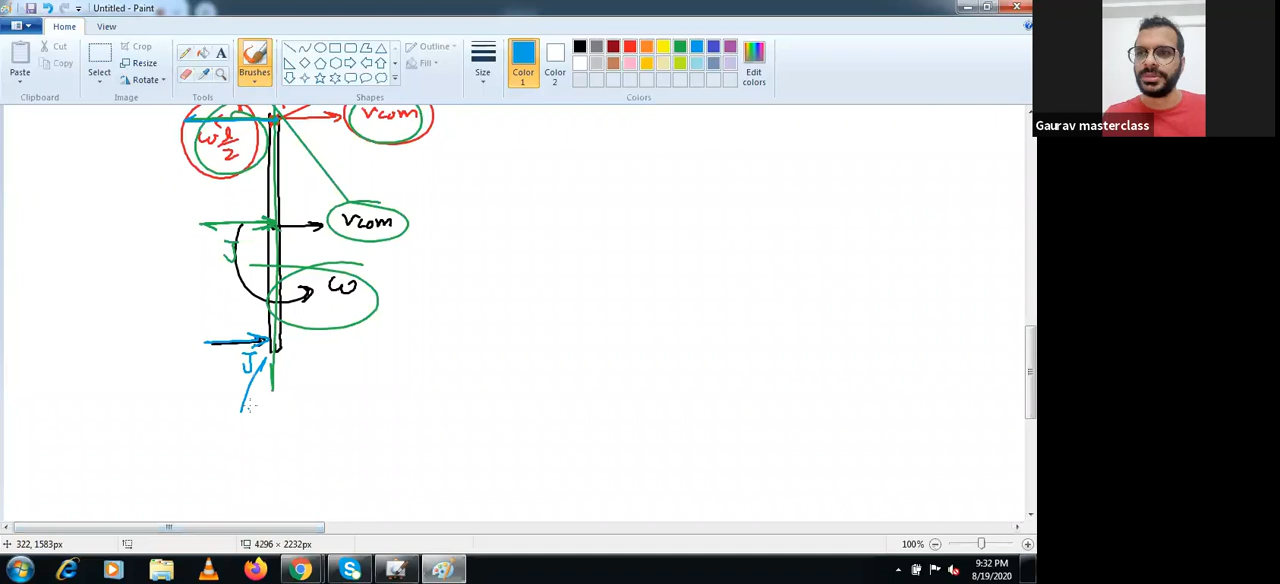 Untitled - Paint
Home
View
Paste
Cut
Copy
Clipboard
Select
Crop
Resize
Rotate
Image
Tools
Brushes
Shapes
Outline
Fill
Size
Color
1
Color
2
Edit
colors
Colors
Gaurav masterclass
ω l/2
vcom
vcom
J
ω
J
322, 1583px
4296 × 2232px
100%
9:32 PM
8/19/2020